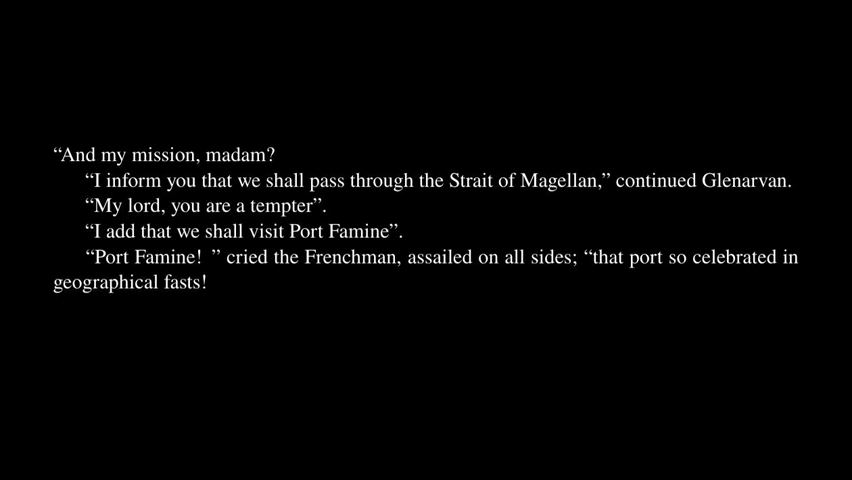 “And my mission, madam?
“I inform you that we shall pass through the Strait of Magellan,” continued Glenarvan.
“My lord, you are a tempter”.
“I add that we shall visit Port Famine”.
“Port Famine! ” cried the Frenchman, assailed on all sides; “that port so celebrated in
geographical fasts!